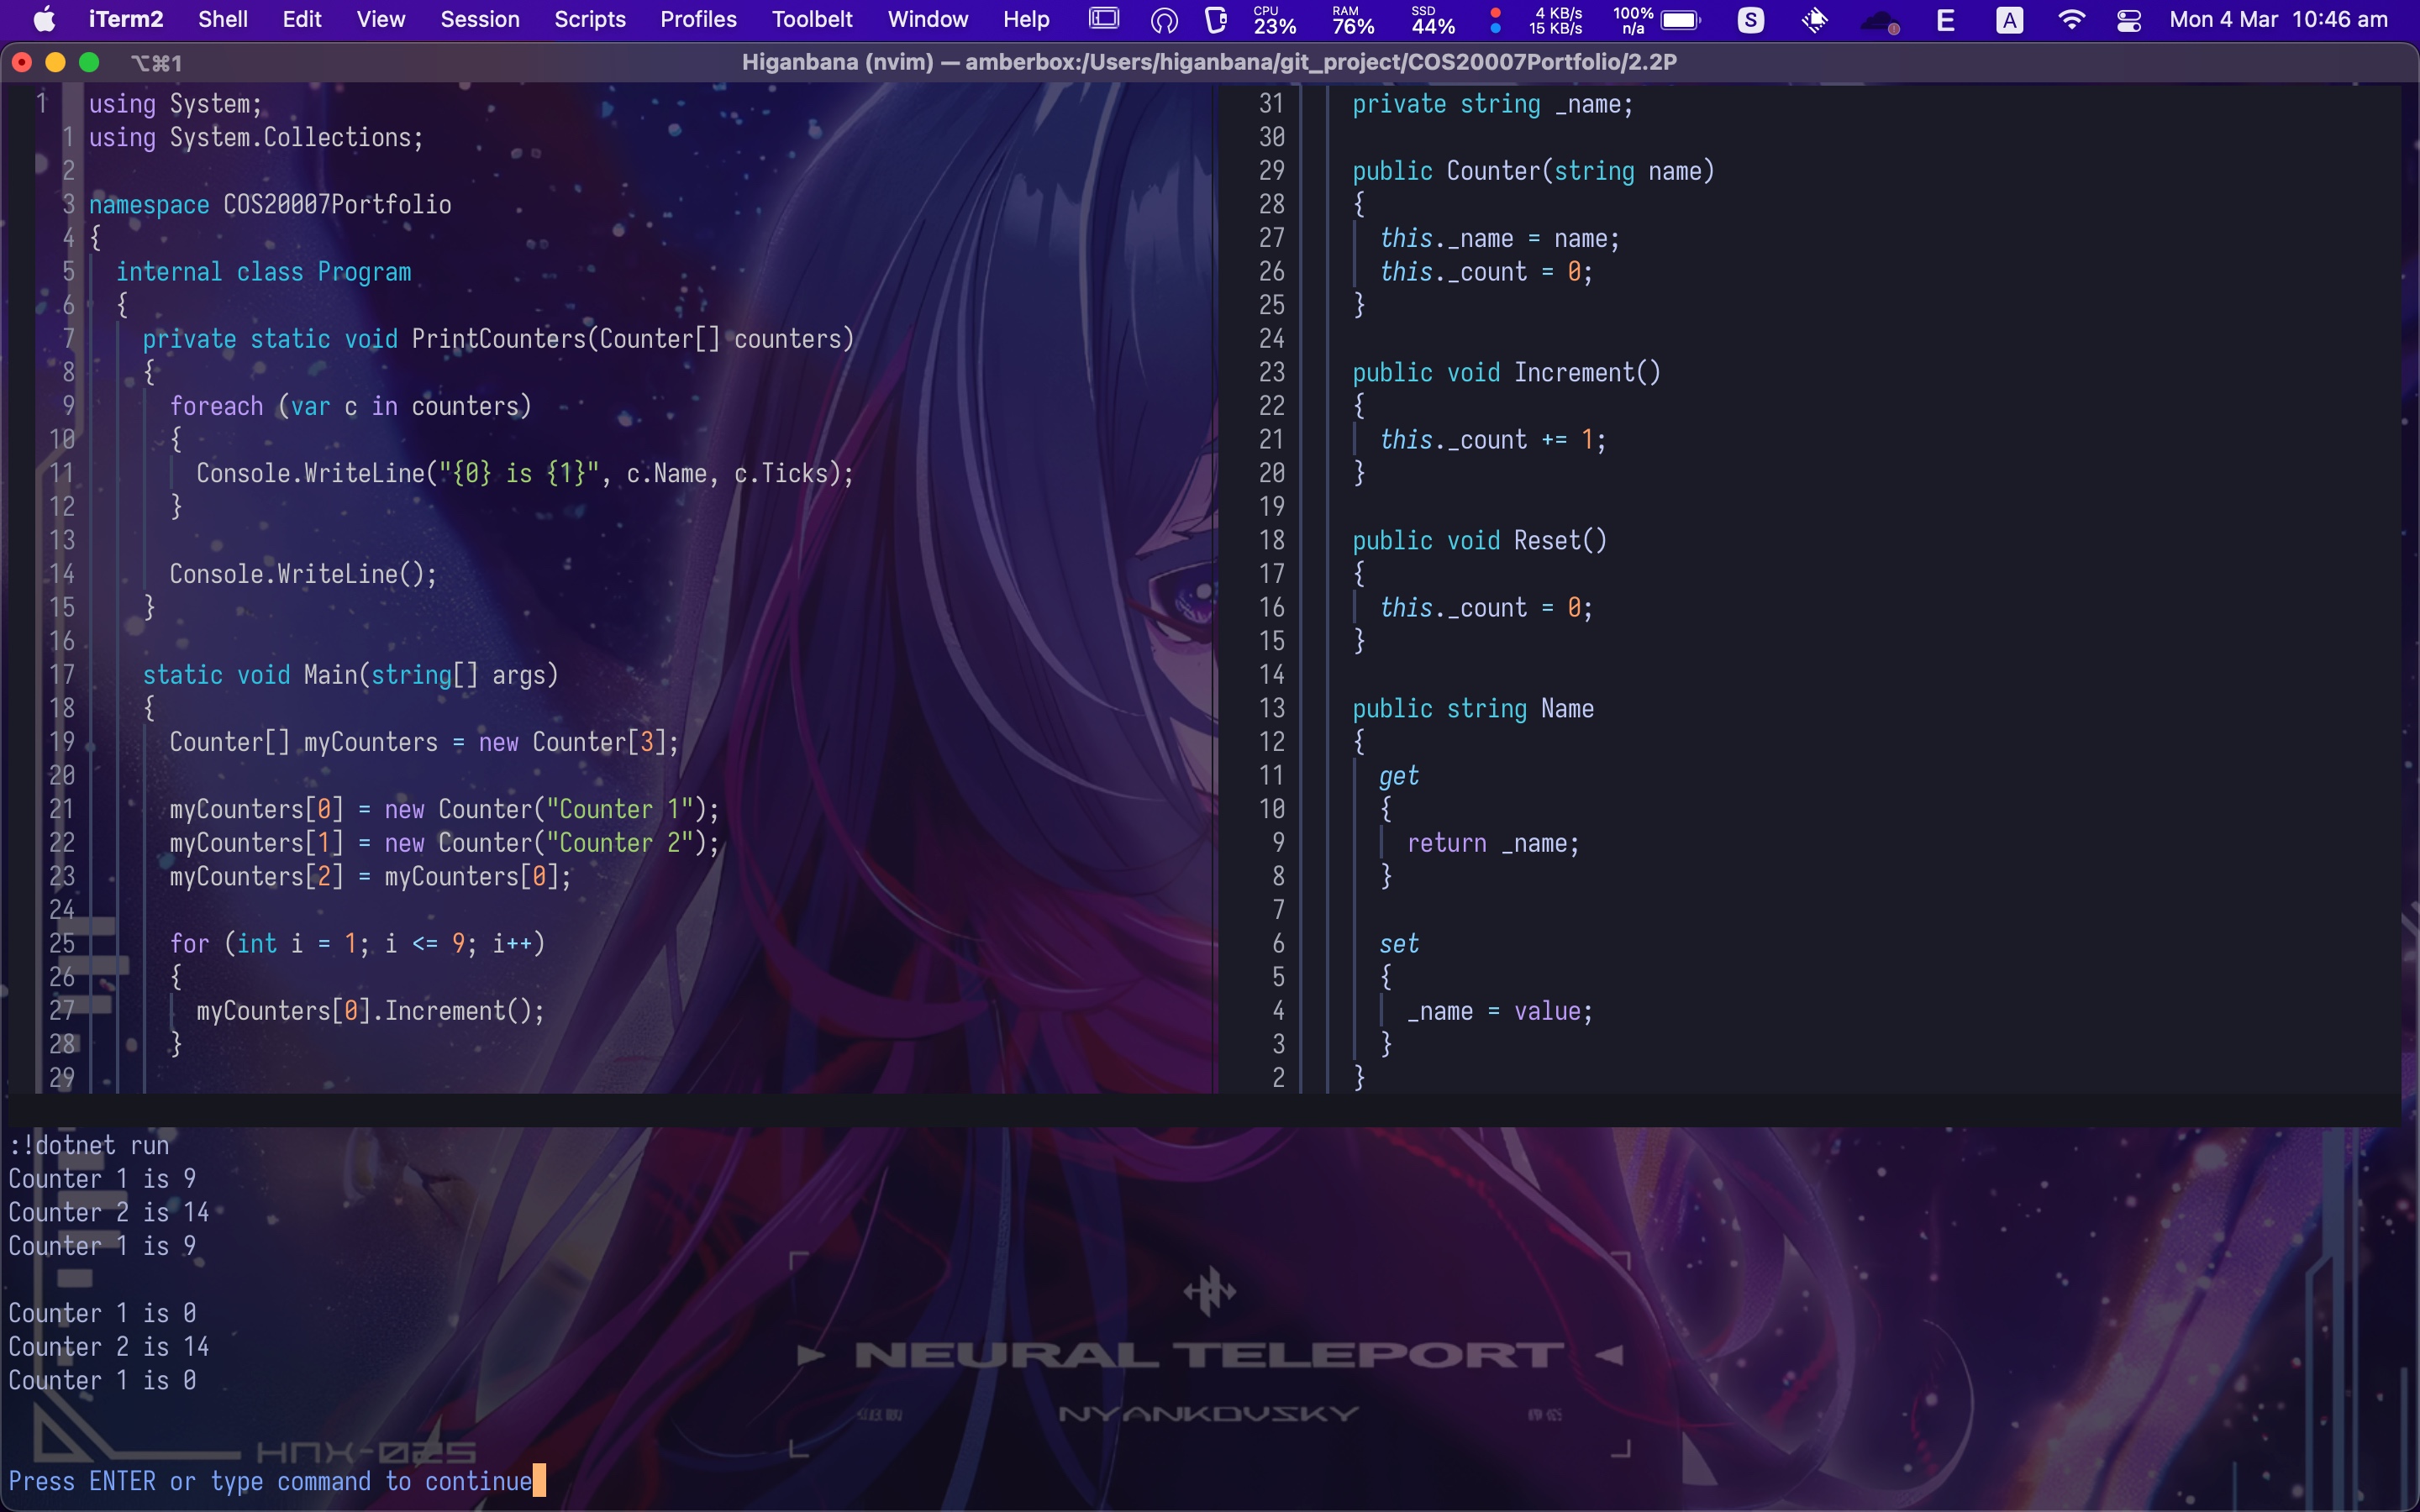 iTerm2 Shell Edit View Session Scripts Profiles Toolbelt Window Help CPU 23% RAM 76% SSD 44% 4 KB/s 15 KB/s 100% n/a S E A Mon 4 Mar 10:46 am
⌥⌘1 Higanbana (nvim) — amberbox:/Users/higanbana/git_project/COS20007Portfolio/2.2P
1 using System;
1 using System.Collections;
2
3 namespace COS20007Portfolio
4 {
5 internal class Program
6 {
7 private static void PrintCounters(Counter[] counters)
8 {
9 foreach (var c in counters)
10 {
11 Console.WriteLine("{0} is {1}", c.Name, c.Ticks);
12 }
13
14 Console.WriteLine();
15 }
16
17 static void Main(string[] args)
18 {
19 Counter[] myCounters = new Counter[3];
20
21 myCounters[0] = new Counter("Counter 1");
22 myCounters[1] = new Counter("Counter 2");
23 myCounters[2] = myCounters[0];
24
25 for (int i = 1; i <= 9; i++)
26 {
27 myCounters[0].Increment();
28 }
29
31 private string _name;
30
29 public Counter(string name)
28 {
27 this._name = name;
26 this._count = 0;
25 }
24
23 public void Increment()
22 {
21 this._count += 1;
20 }
19
18 public void Reset()
17 {
16 this._count = 0;
15 }
14
13 public string Name
12 {
11 get
10 {
9 return _name;
8 }
7
6 set
5 {
4 _name = value;
3 }
2 }
:!dotnet run
Counter 1 is 9
Counter 2 is 14
Counter 1 is 9
Counter 1 is 0
Counter 2 is 14
Counter 1 is 0
NEURAL TELEPORT
NYANKOVSKY
HNX-025
Press ENTER or type command to continue